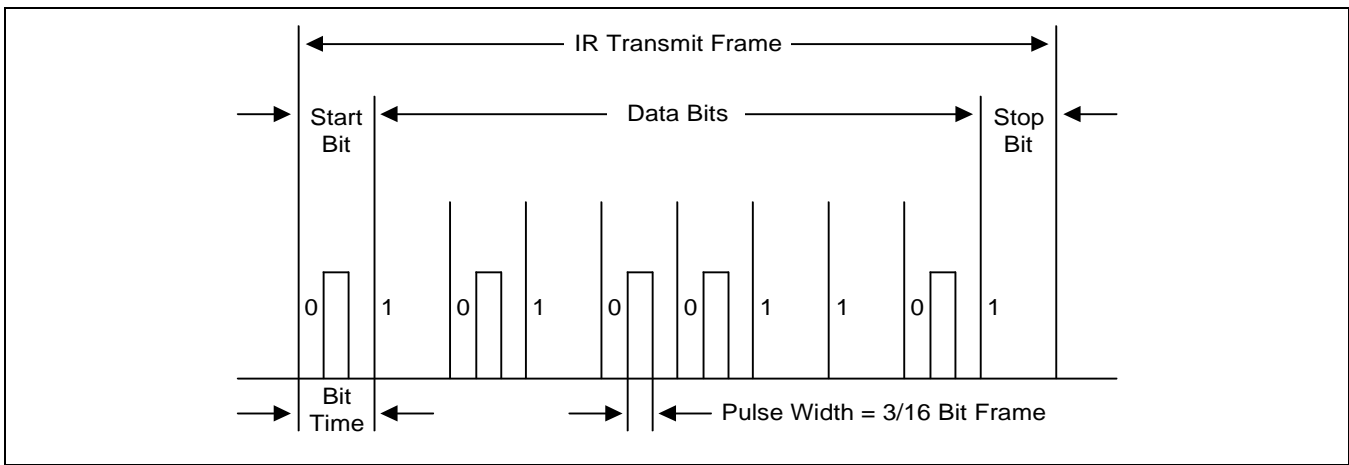 IR Transmit Frame
Start
Bit
Data Bits
Stop
Bit
0 1 0 1 0 0 1 1 0 1
Bit
Time
Pulse Width = 3/16 Bit Frame